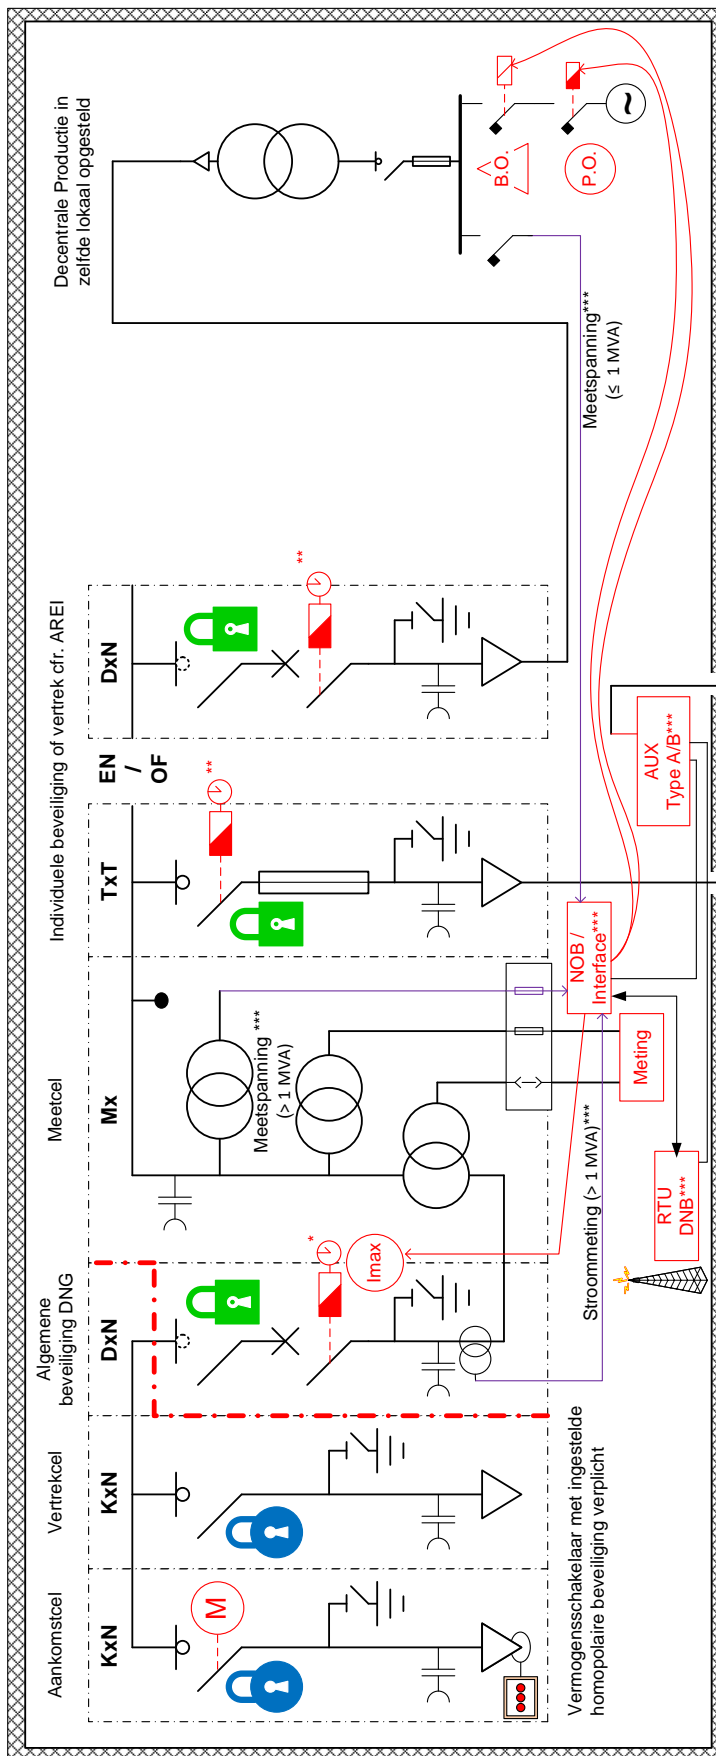 Aankomstcel
Vertrekcel
Algemene
beveiliging DNG
Meetcel
Individuele beveiliging of vertrek cfr. AREI
Decentrale Productie in
zelfde lokaal opgesteld
KxN
KxN
DxN
Mx
TxT
EN
/
OF
DxN
M
*
Imax
Meetspanning ***
(> 1 MVA)
**
**
B.O.
P.O.
~
Meetspanning***
(≤ 1 MVA)
Stroommeting (> 1 MVA)***
NOB /
Interface***
Meting
RTU
DNB***
AUX
Type A/B***
Vermogensschakelaar met ingestelde
homopolaire beveiliging verplicht